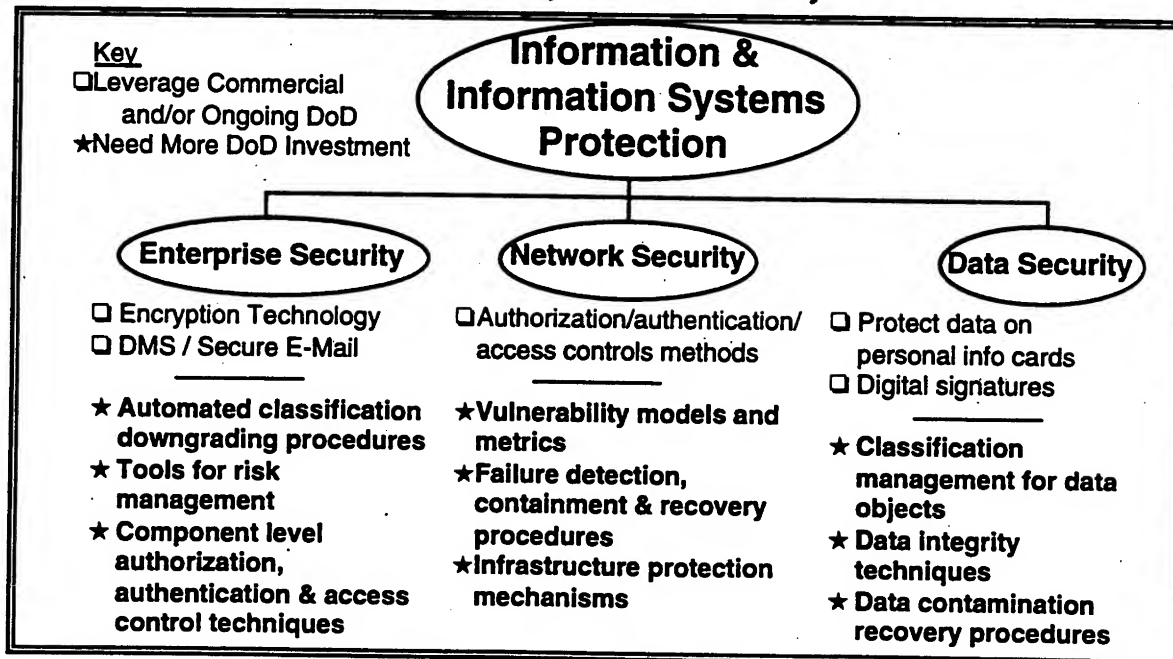 Key
❑Leverage Commercial
and/or Ongoing DoD
★Need More DoD Investment
Information &
Information Systems
Protection
Enterprise Security
❑ Encryption Technology
❑ DMS / Secure E-Mail
★ Automated classification
downgrading procedures
★ Tools for risk
management
★ Component level
authorization,
authentication & access
control techniques
Network Security
❑Authorization/authentication/
access controls methods
★Vulnerability models and
metrics
★Failure detection,
containment & recovery
procedures
★Infrastructure protection
mechanisms
Data Security
❑ Protect data on
personal info cards
❑ Digital signatures
★ Classification
management for data
objects
★ Data integrity
techniques
★ Data contamination
recovery procedures